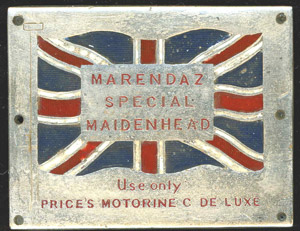 MARENDAZ
SPECIAL
MAIDENHEAD
Use only
PRICE'S MOTORINE C DE LUXE